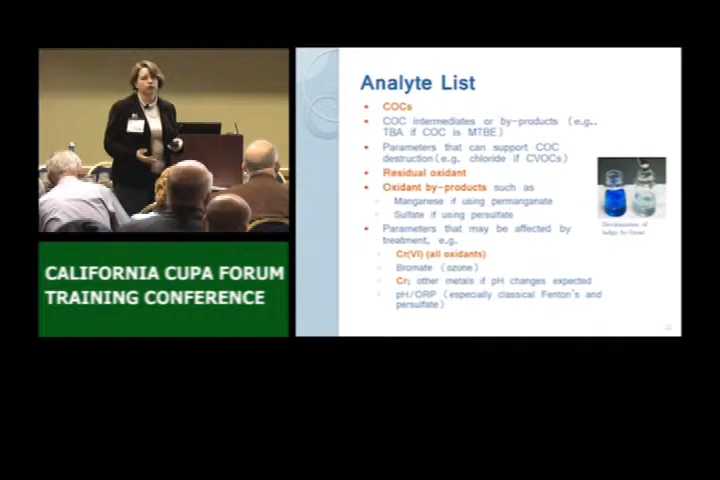 CALIFORNIA CUPA FORUM
TRAINING CONFERENCE
Analyte List
COCs
COC intermediates or by-products (e.g.,
TBA if COC is MTBE)
Parameters that can support COC
destruction(e.g. chloride if CVOCs)
Residual oxidant
Oxidant by-products such as
Manganese if using permanganate
Sulfate if using persulfate
Parameters that may be affected by
treatment, e.g.
Cr(VI) (all oxidants)
Bromate (ozone)
Cr, other metals if pH changes expected
pH/ORP (especially classical Fenton's and
persulfate)